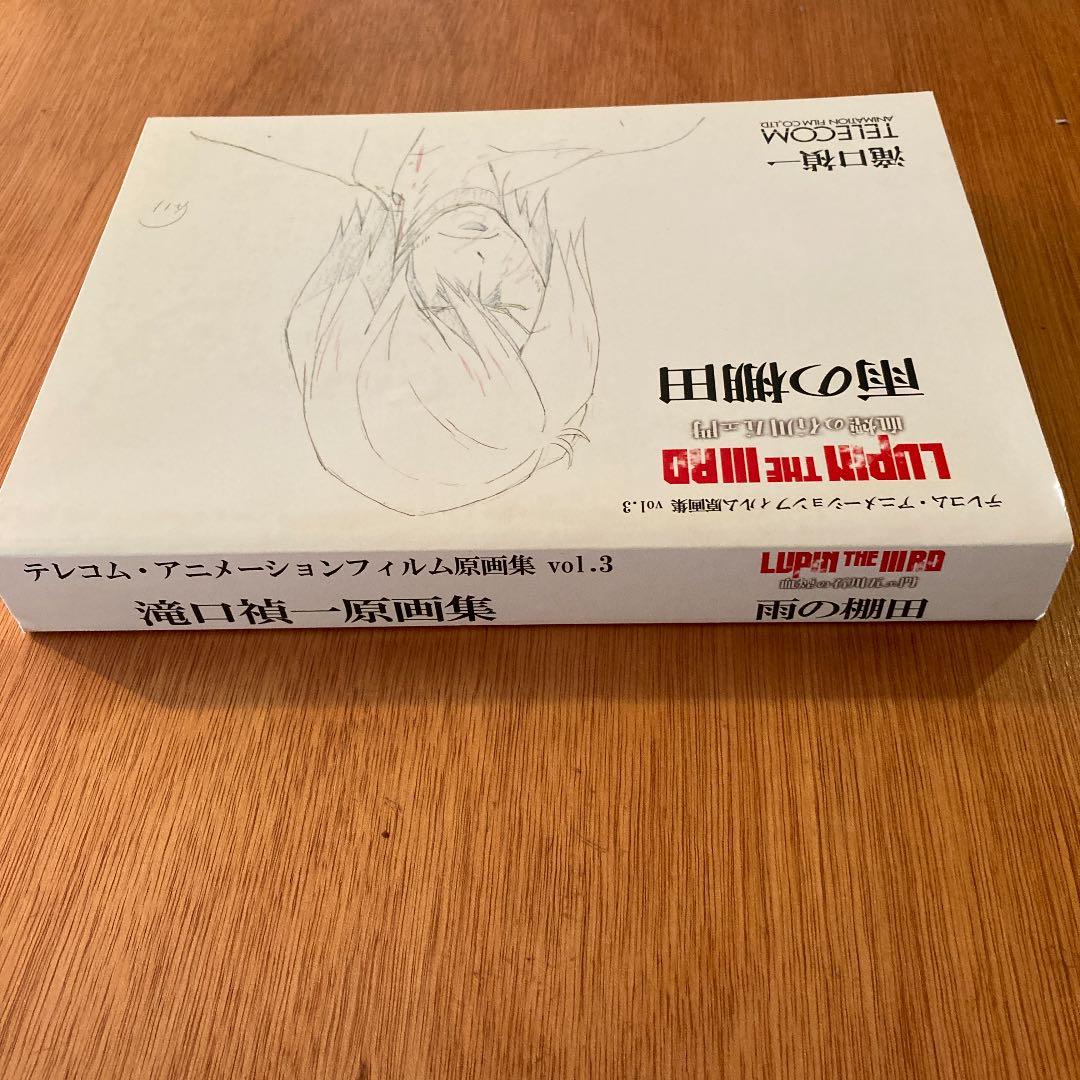 テレコム・アニメーションフィルム原画集 vol.3
LUPIN THE IIIRD
血煙の石川五ェ門
雨の棚田
滝口禎一
TELECOM
ANIMATION FILM CO.,LTD.
テレコム・アニメーションフィルム原画集 vol.3
滝口禎一原画集
LUPIN THE IIIRD
血煙の石川五ェ門
雨の棚田